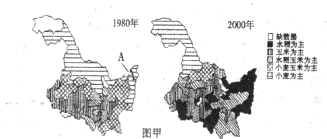 1980年
2000年
A
缺数据
水稻为主
玉米为主
水稻玉米为主
小麦玉米为主
小麦为主
图甲